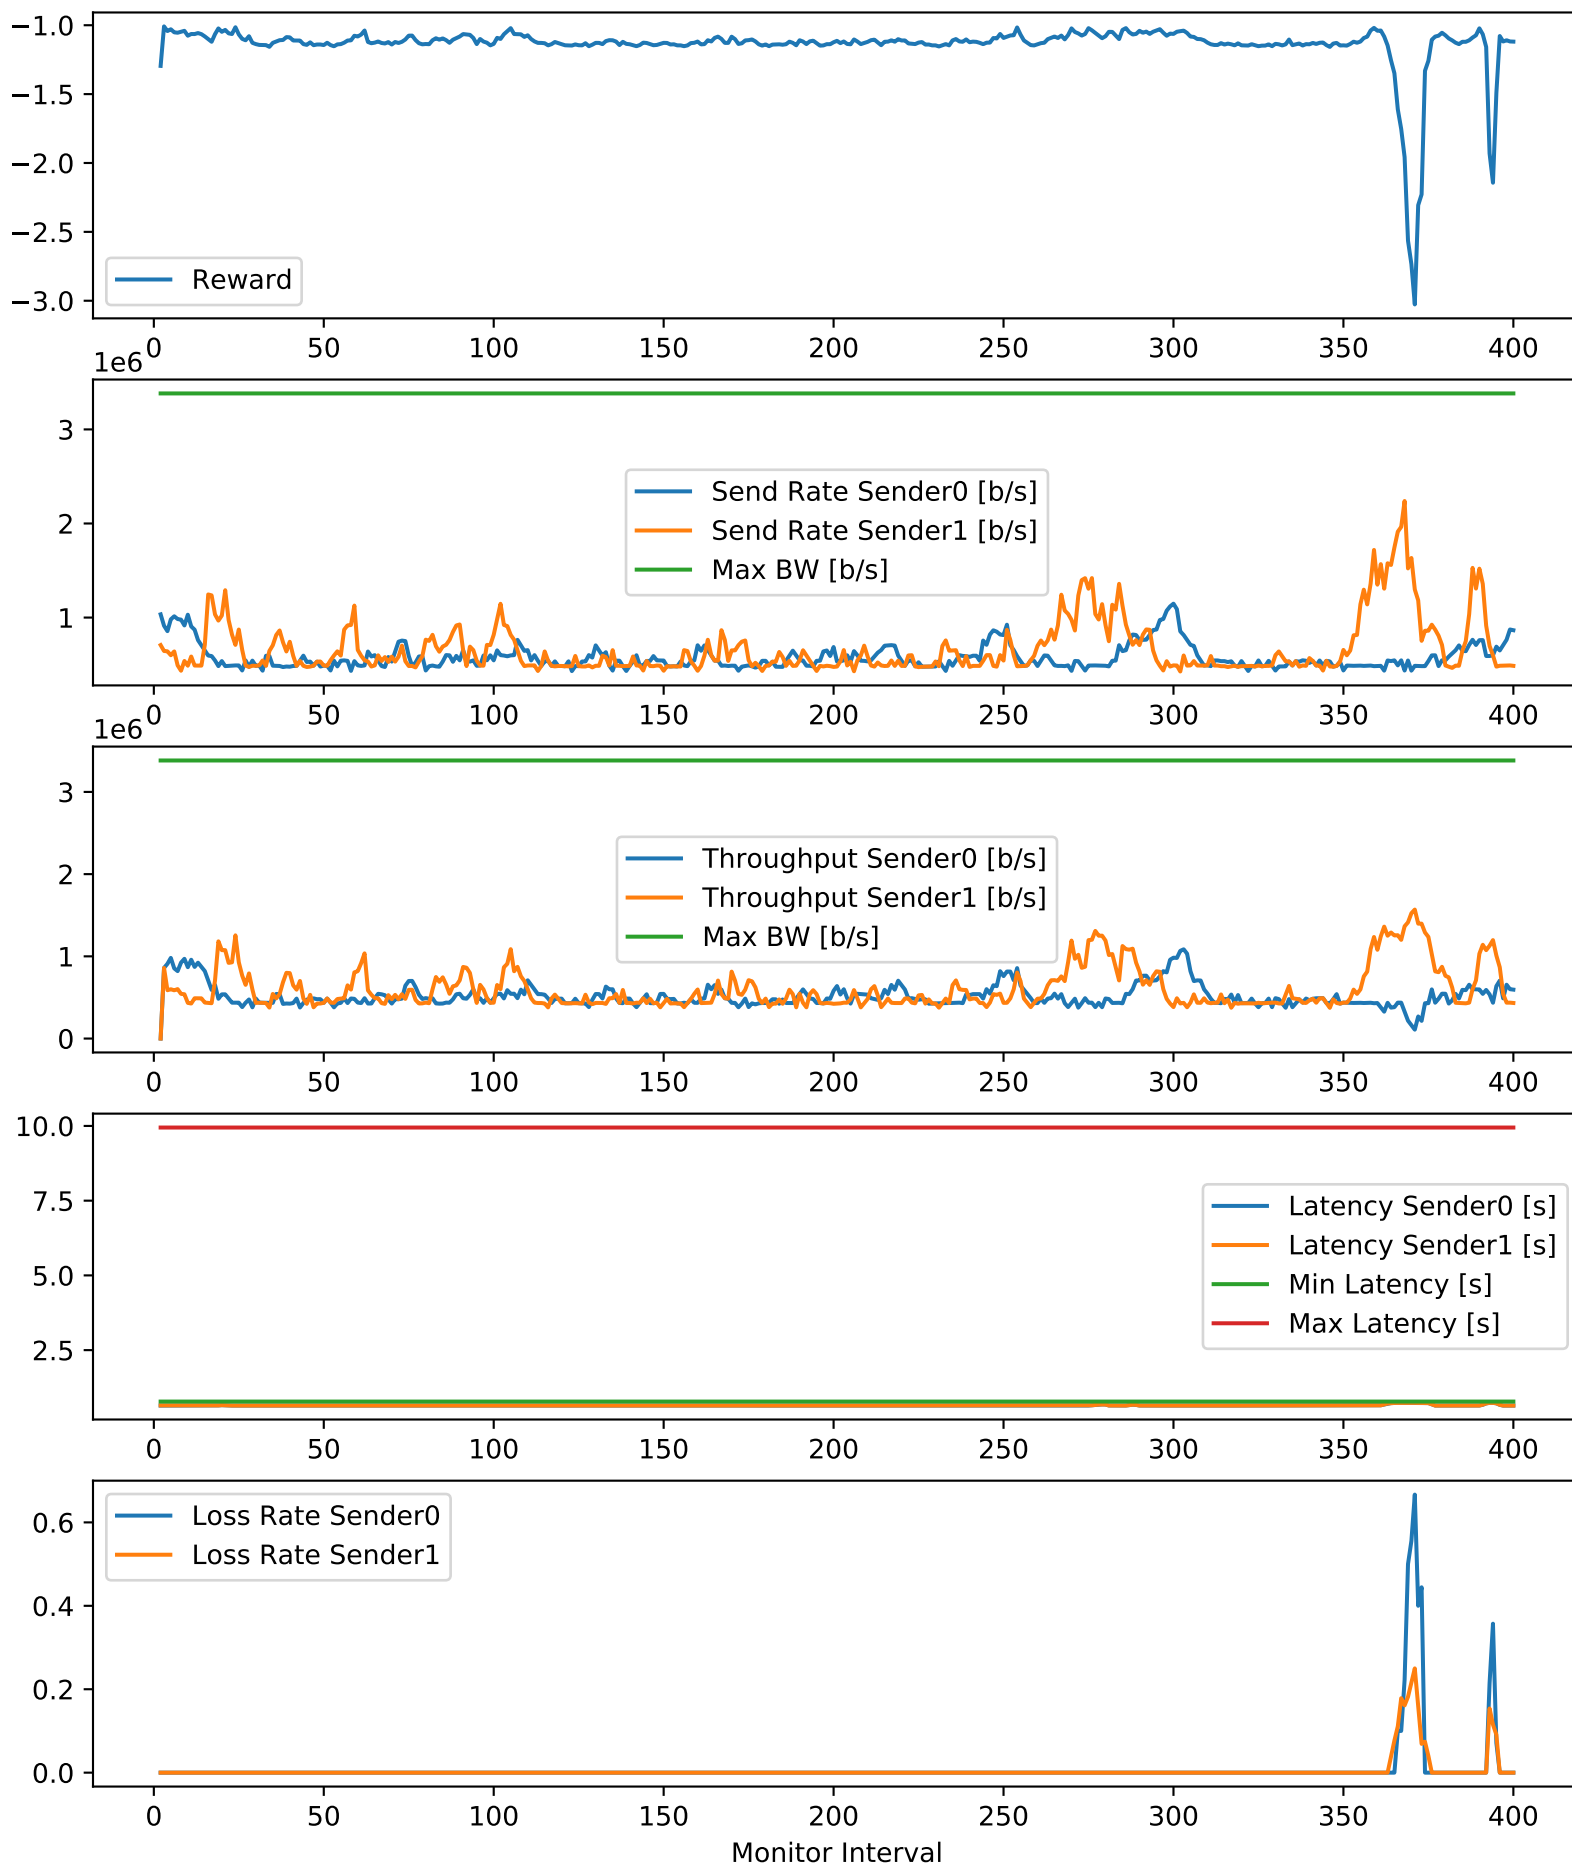 −1.0
−1.5
−2.0
−2.5
−3.0
Reward
0 50 100 150 200 250 300 350 400
1e6
3
2
1
Send Rate Sender0 [b/s]
Send Rate Sender1 [b/s]
Max BW [b/s]
0 50 100 150 200 250 300 350 400
1e6
3
2
1
0
Throughput Sender0 [b/s]
Throughput Sender1 [b/s]
Max BW [b/s]
0 50 100 150 200 250 300 350 400
10.0
7.5
5.0
2.5
Latency Sender0 [s]
Latency Sender1 [s]
Min Latency [s]
Max Latency [s]
0 50 100 150 200 250 300 350 400
0.6
0.4
0.2
0.0
Loss Rate Sender0
Loss Rate Sender1
0 50 100 150 200 250 300 350 400
Monitor Interval